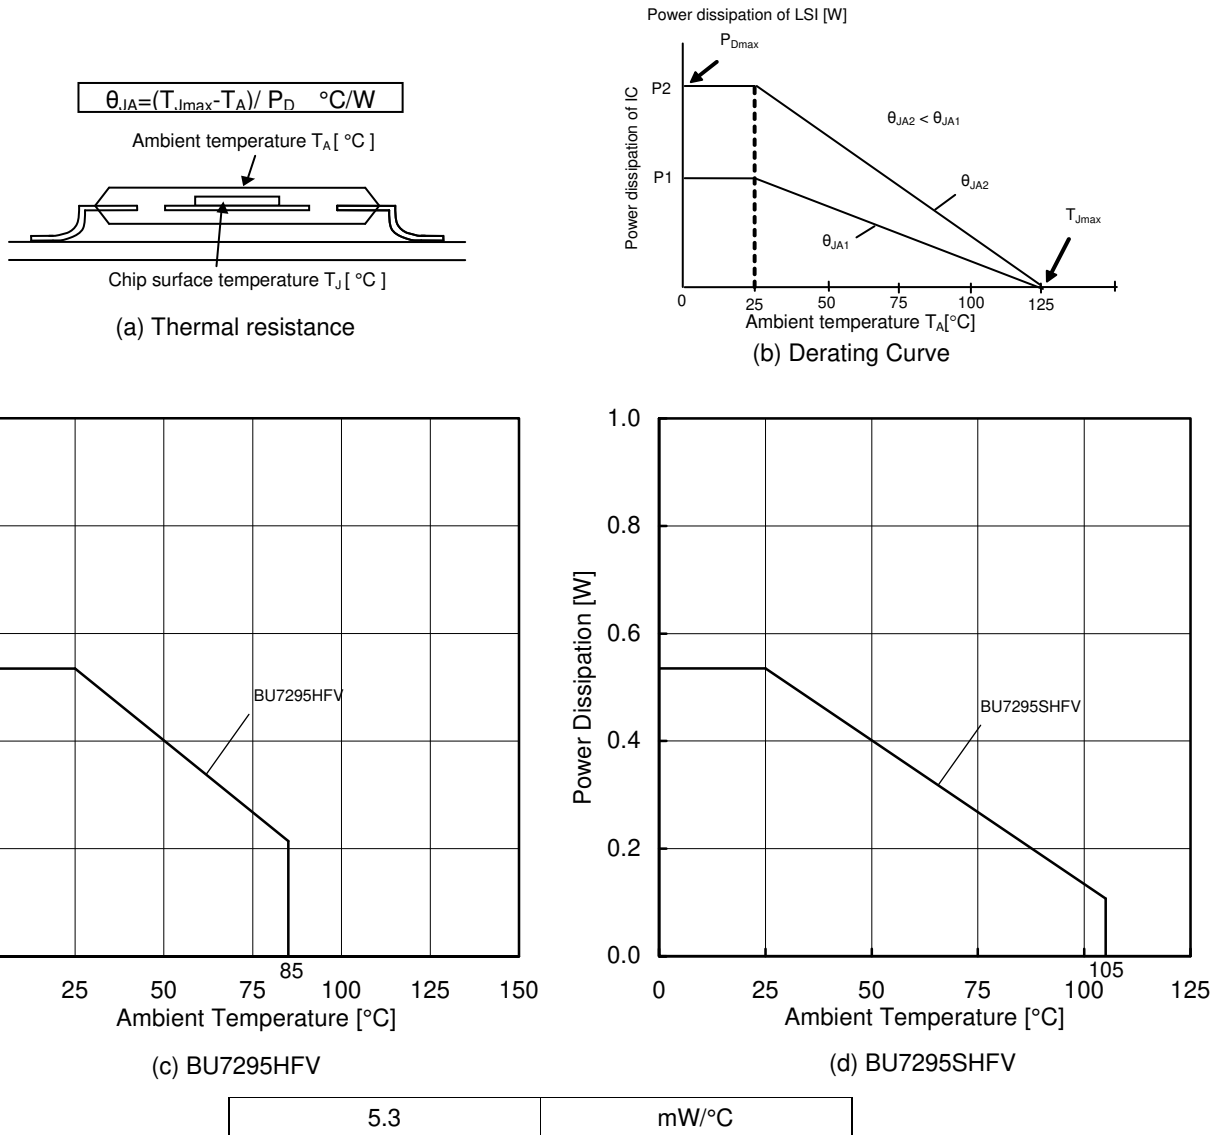 θJA=(TJmax-TA)/ PD °C/W
Ambient temperature TA [ °C ]
Chip surface temperature TJ [ °C ]
(a) Thermal resistance
Power dissipation of LSI [W]
PDmax
P2
P1
Power dissipation of IC
θJA2 < θJA1
θJA2
θJA1
TJmax
0 25 50 75 100 125
Ambient temperature TA[°C]
(b) Derating Curve
BU7295HFV
85
25 50 75 100 125 150
Ambient Temperature [°C]
(c) BU7295HFV
1.0
0.8
0.6
0.4
0.2
0.0
Power Dissipation [W]
BU7295SHFV
105
0 25 50 75 100 125
Ambient Temperature [°C]
(d) BU7295SHFV
5.3 mW/°C